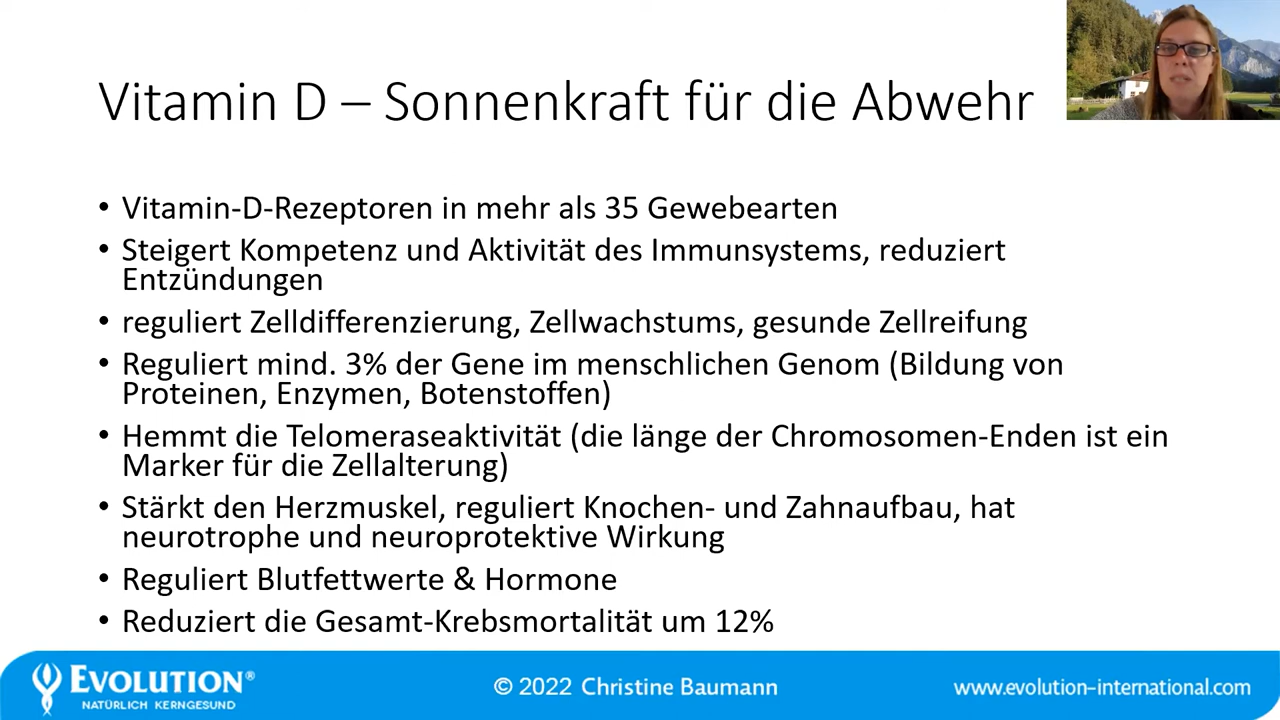 Vitamin D – Sonnenkraft für die Abwehr
• Vitamin-D-Rezeptoren in mehr als 35 Gewebearten
• Steigert Kompetenz und Aktivität des Immunsystems, reduziert
Entzündungen
• reguliert Zelldifferenzierung, Zellwachstums, gesunde Zellreifung
• Reguliert mind. 3% der Gene im menschlichen Genom (Bildung von
Proteinen, Enzymen, Botenstoffen)
• Hemmt die Telomeraseaktivität (die länge der Chromosomen-Enden ist ein
Marker für die Zellalterung)
• Stärkt den Herzmuskel, reguliert Knochen- und Zahnaufbau, hat
neurotrophe und neuroprotektive Wirkung
• Reguliert Blutfettwerte & Hormone
• Reduziert die Gesamt-Krebsmortalität um 12%
EVOLUTION®
NATÜRLICH KERNGESUND
© 2022 Christine Baumann
www.evolution-international.com